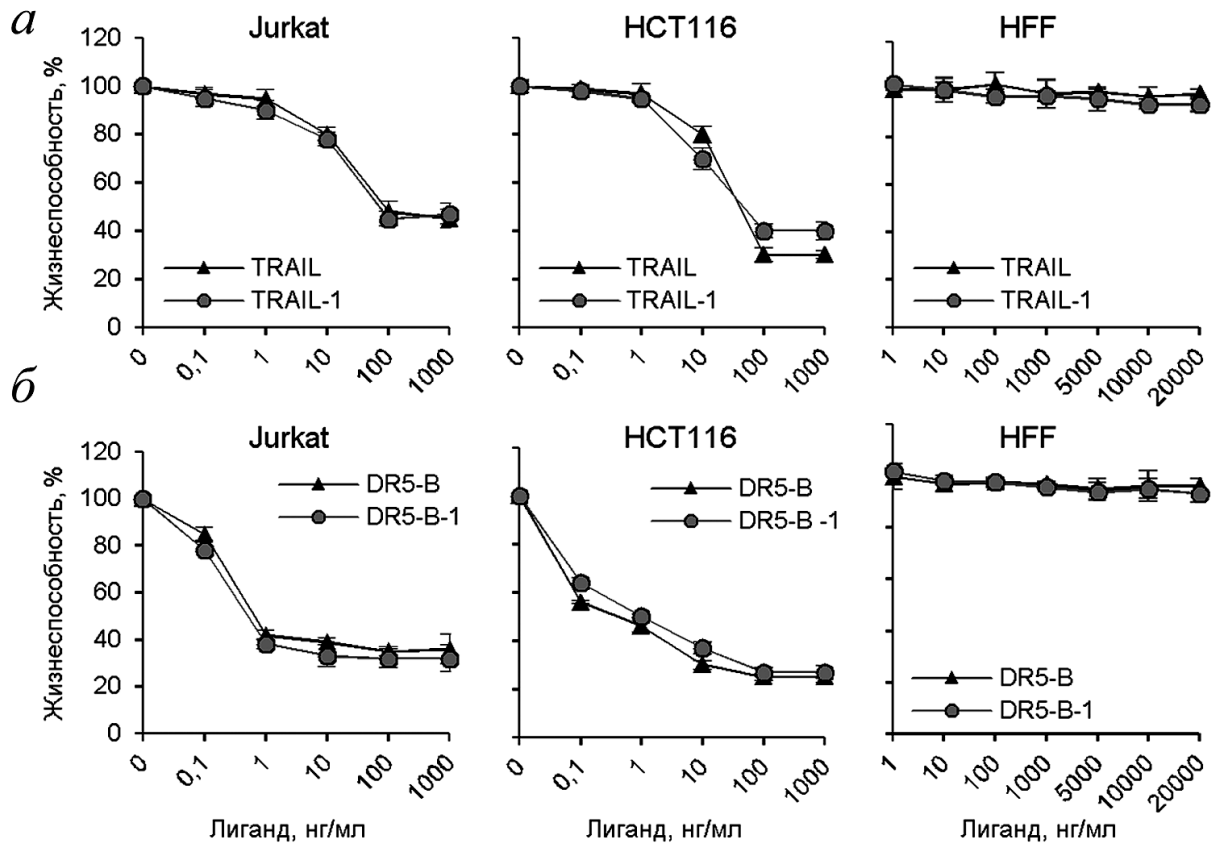 а
Jurkat
HCT116
HFF
Жизнеспособность, %
120
100
80
60
40
20
0
TRAIL
TRAIL-1
TRAIL
TRAIL-1
TRAIL
TRAIL-1
0 0,1 1 10 100 1000
0 0,1 1 10 100 1000
1 10 100 1000 5000 10000 20000
б
Jurkat
HCT116
HFF
Жизнеспособность, %
120
100
80
60
40
20
0
DR5-B
DR5-B-1
DR5-B
DR5-B -1
DR5-B
DR5-B-1
0 0,1 1 10 100 1000
0 0,1 1 10 100 1000
1 10 100 1000 5000 10000 20000
Лиганд, нг/мл
Лиганд, нг/мл
Лиганд, нг/мл